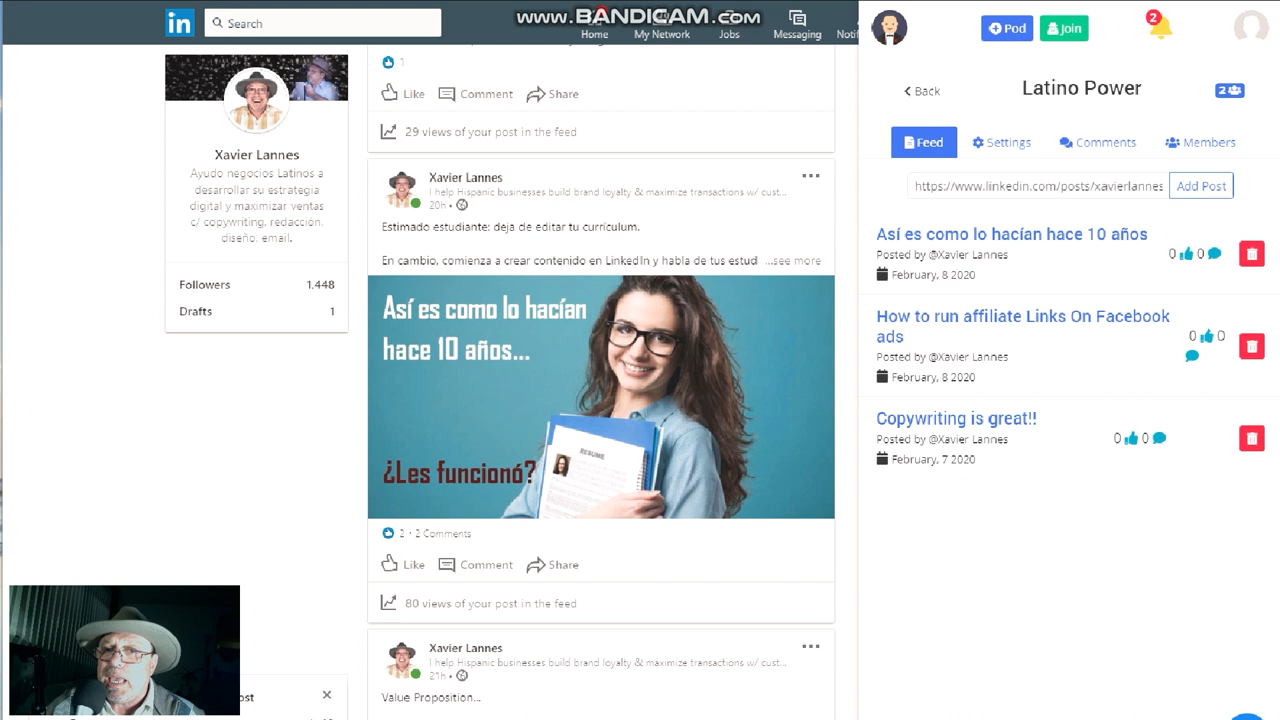 in
Search
www.BANDICAM.com
Home
My Network
Jobs
Messaging
Notif
2
Pod
Join
Xavier Lannes
Ayudo negocios Latinos a
desarrollar su estrategia
digital y maximizar ventas
c/ copywriting, redacción,
diseño, email.
Followers 1,448
Drafts 1
1
Like Comment Share
29 views of your post in the feed
Xavier Lannes
I help Hispanic businesses build brand loyalty & maximize transactions w/ cust...
20h •
Estimado estudiante: deja de editar tu currículum.
En cambio, comienza a crear contenido en LinkedIn y habla de tus estud ...see more
Así es como lo hacían
hace 10 años...
RESUME
¿Les funcionó?
2 · 2 Comments
Like Comment Share
80 views of your post in the feed
Xavier Lannes
I help Hispanic businesses build brand loyalty & maximize transactions w/ cust...
21h •
Value Proposition...
ost
Back
Latino Power
2
Feed Settings Comments Members
https://www.linkedin.com/posts/xavierlannes Add Post
Así es como lo hacían hace 10 años
Posted by @Xavier Lannes
0 0
February, 8 2020
How to run affiliate Links On Facebook
ads
0 0
Posted by @Xavier Lannes
February, 8 2020
Copywriting is great!!
Posted by @Xavier Lannes
0 0
February, 7 2020